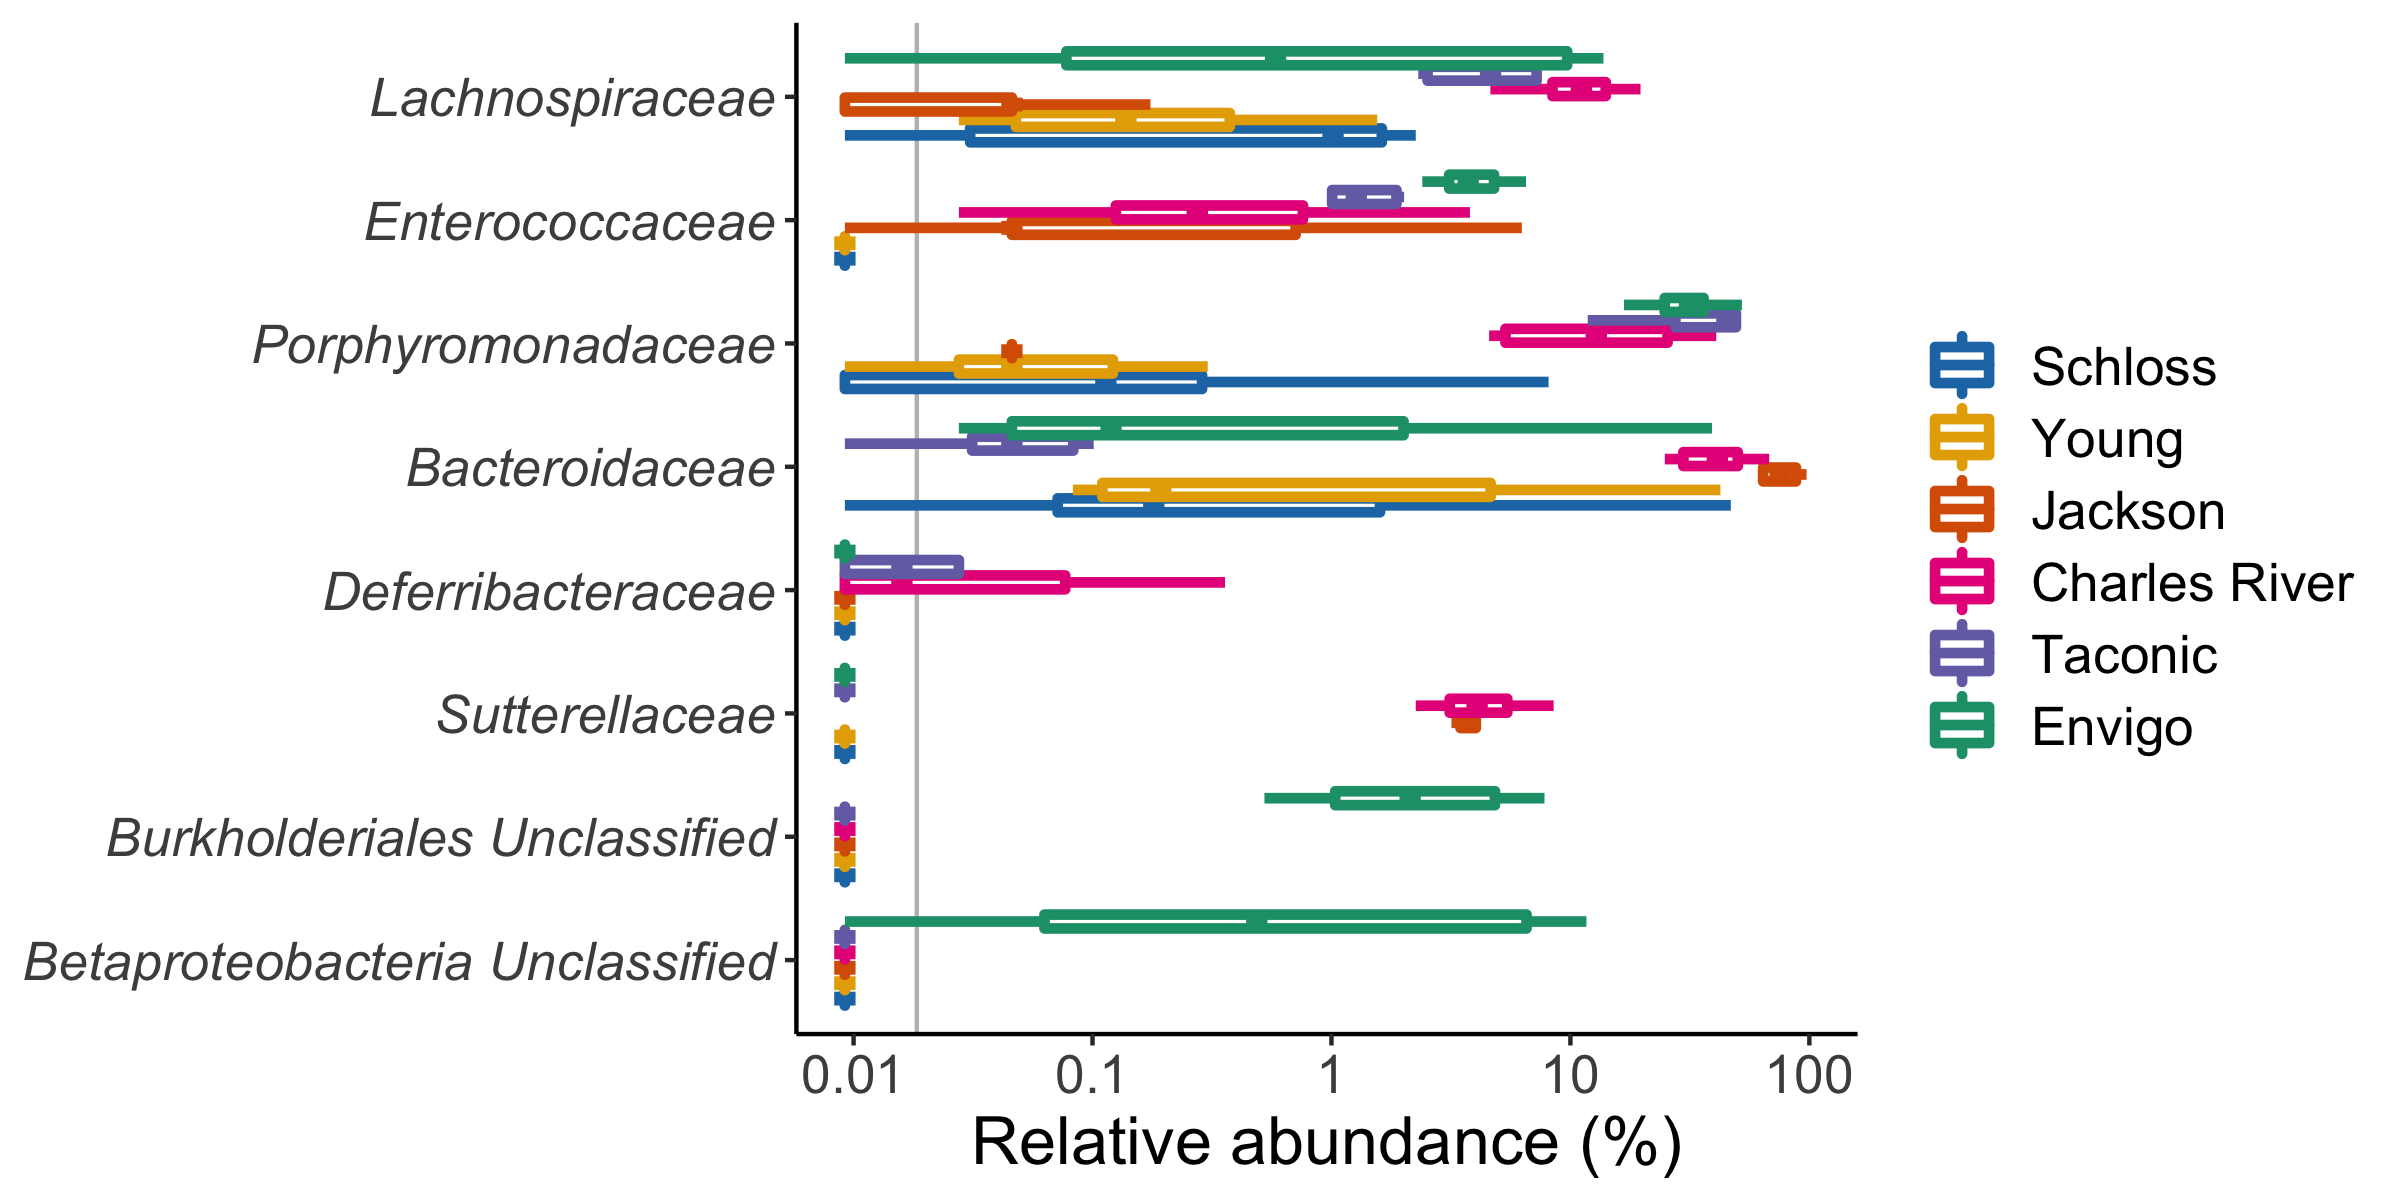 Lachnospiraceae
Enterococcaceae
Porphyromonadaceae
Bacteroidaceae
Deferribacteraceae
Sutterellaceae
Burkholderiales Unclassified
Betaproteobacteria Unclassified
0.01 0.1 1 10 100
Relative abundance (%)
Schloss
Young
Jackson
Charles River
Taconic
Envigo